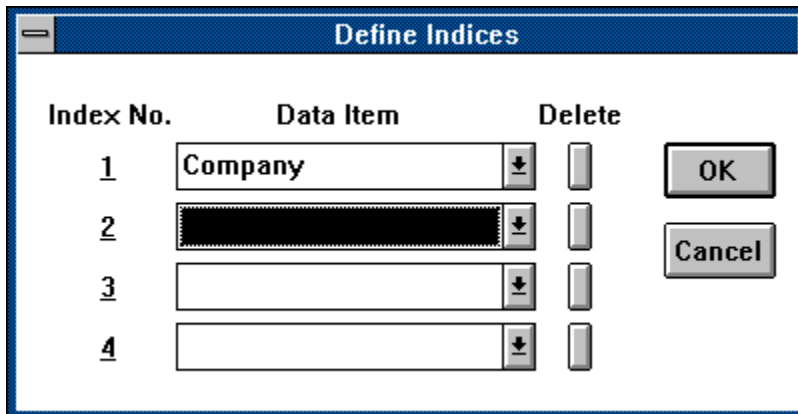 Define Indices
Index No. Data Item Delete
1 Company OK
2
Cancel
3
4